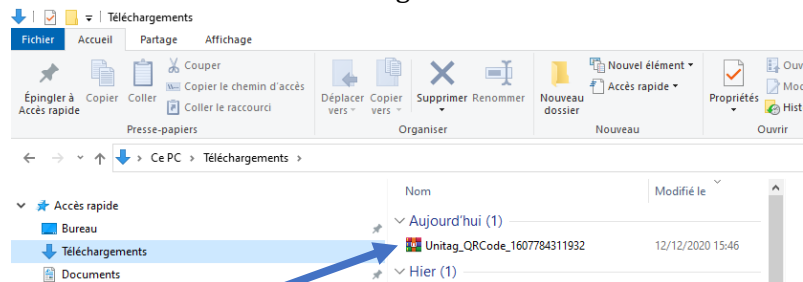 Téléchargements
Fichier Accueil Partage Affichage
Épingler à Accès rapide
Copier
Coller
Couper
Copier le chemin d'accès
Coller le raccourci
Déplacer vers
Copier vers
Supprimer
Renommer
Nouveau dossier
Nouvel élément
Accès rapide
Propriétés
Ouv
Mod
Hist
Presse-papiers Organiser Nouveau Ouvrir
Ce PC > Téléchargements >
Nom Modifié le
Accès rapide
Aujourd'hui (1)
Bureau
Unitag_QRCode_1607784311932 12/12/2020 15:46
Téléchargements
Documents
Hier (1)